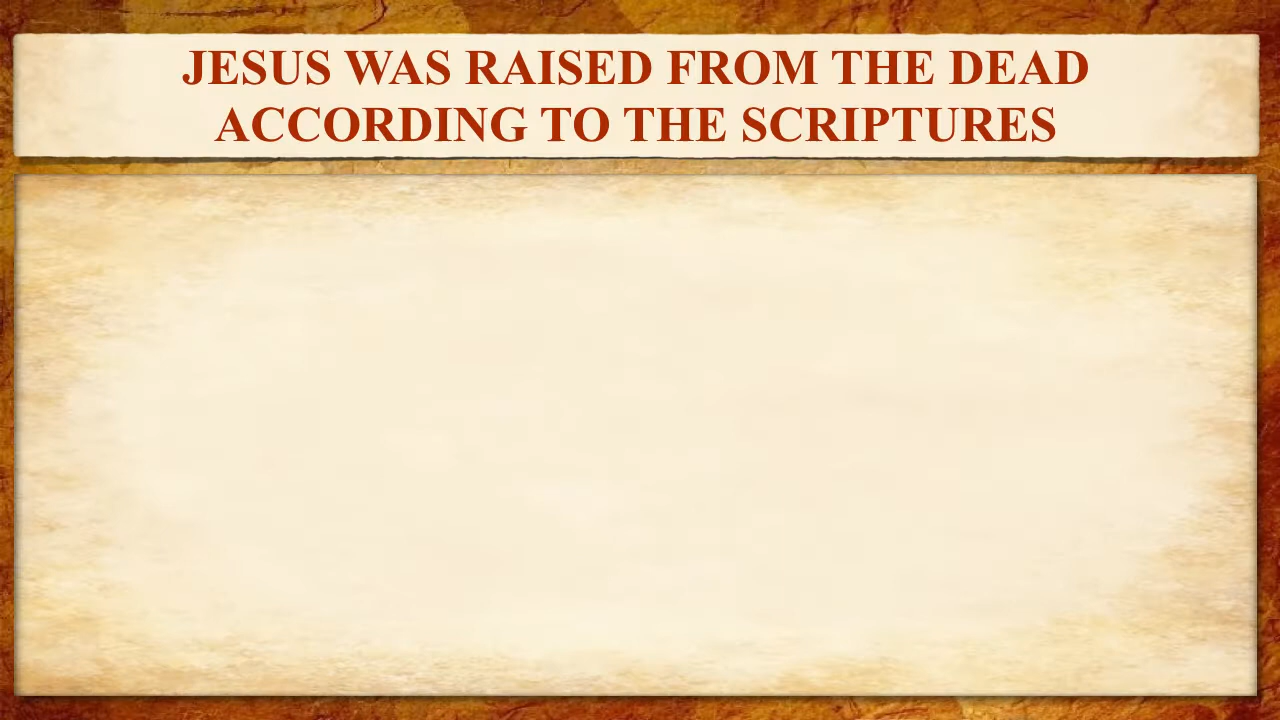 JESUS WAS RAISED FROM THE DEAD
ACCORDING TO THE SCRIPTURES